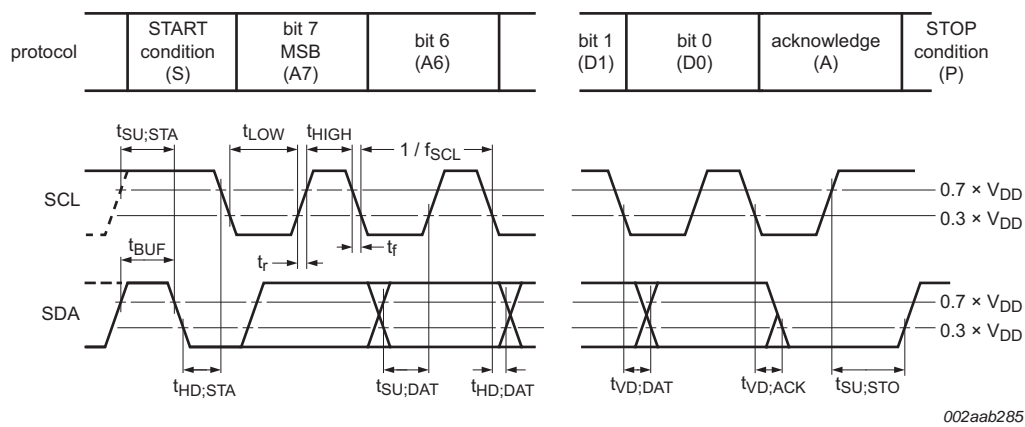 protocol
START
condition
(S)
bit 7
MSB
(A7)
bit 6
(A6)
bit 1
(D1)
bit 0
(D0)
acknowledge
(A)
STOP
condition
(P)
tSU;STA
tLOW
tHIGH
1 / fSCL
SCL
0.7 × VDD
0.3 × VDD
tBUF
tr
tf
SDA
0.7 × VDD
0.3 × VDD
tHD;STA
tSU;DAT
tHD;DAT
tVD;DAT
tVD;ACK
tSU;STO
002aab285